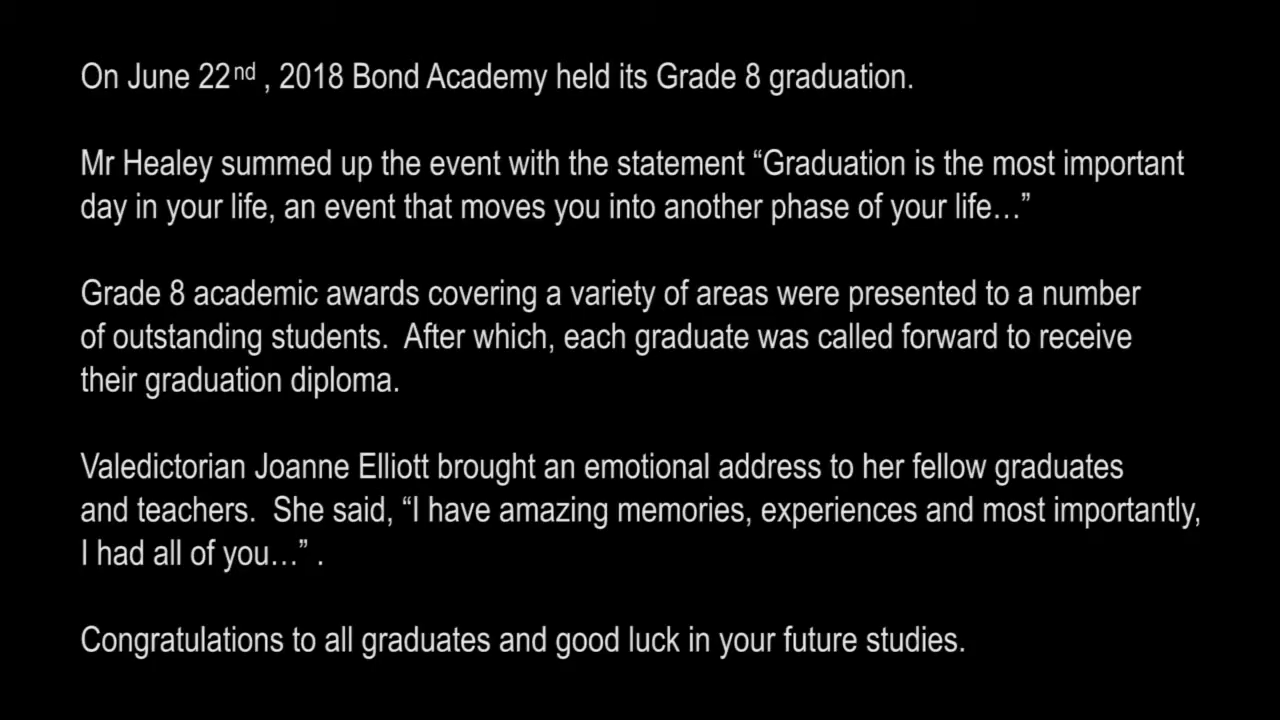 On June 22nd , 2018 Bond Academy held its Grade 8 graduation.
Mr Healey summed up the event with the statement “Graduation is the most important
day in your life, an event that moves you into another phase of your life…”
Grade 8 academic awards covering a variety of areas were presented to a number
of outstanding students.  After which, each graduate was called forward to receive
their graduation diploma.
Valedictorian Joanne Elliott brought an emotional address to her fellow graduates
and teachers.  She said, “I have amazing memories, experiences and most importantly,
I had all of you…” .
Congratulations to all graduates and good luck in your future studies.